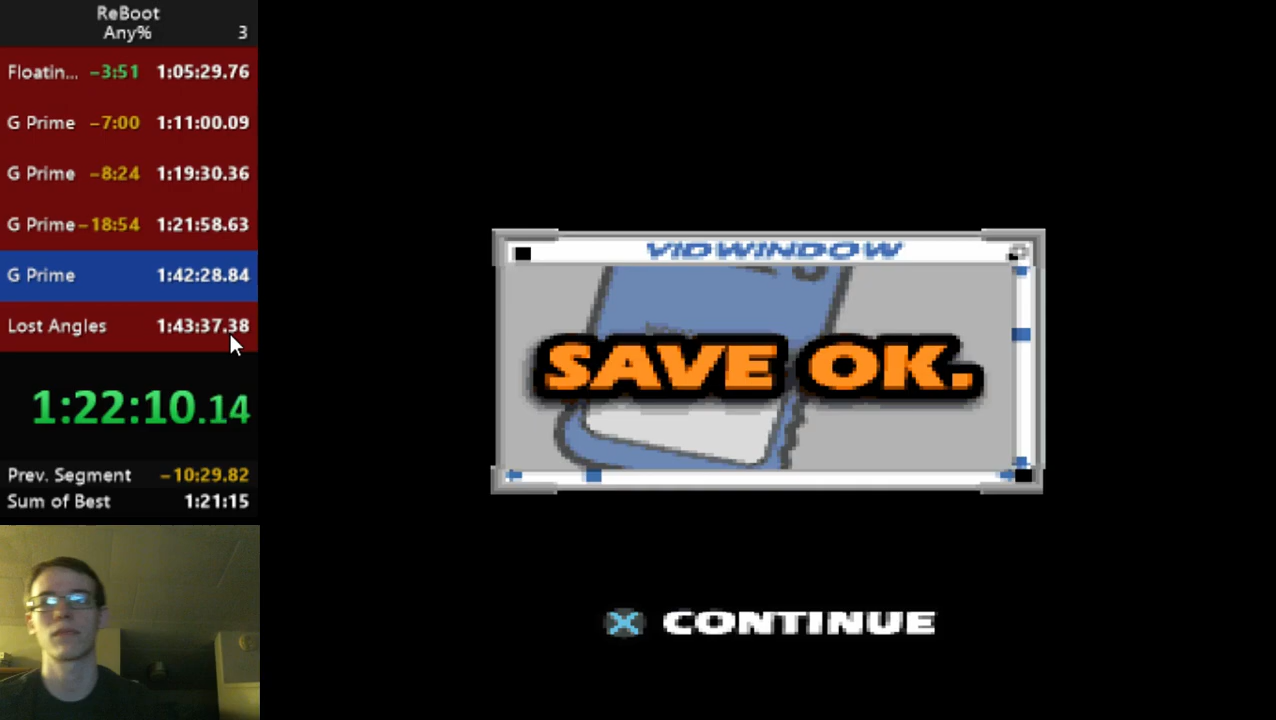 ReBoot
Any% 3
Floatin... −3:51 1:05:29.76
G Prime −7:00 1:11:00.09
G Prime −8:24 1:19:30.36
G Prime −18:54 1:21:58.63
G Prime 1:42:28.84
Lost Angles 1:43:37.38
1:22:10.14
Prev. Segment −10:29.82
Sum of Best 1:21:15
VIDWINDOW
SAVE OK.
X CONTINUE